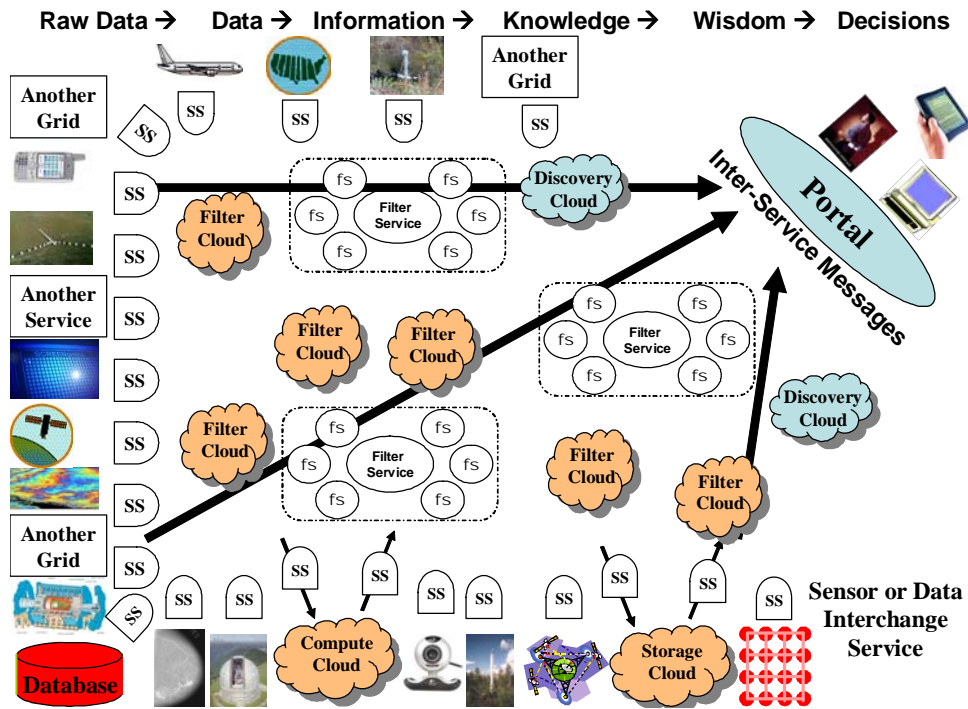 Raw Data → Data → Information → Knowledge → Wisdom → Decisions
Another
Grid
SS
SS
SS
SS
Another
Grid
SS
SS
fs
fs
fs
Filter
Service
fs
fs
fs
Discovery
Cloud
Filter
Cloud
Portal
Inter-Service Messages
SS
Another
Service
SS
SS
Filter
Cloud
Filter
Cloud
fs
fs
fs
Filter
Service
fs
fs
fs
Discovery
Cloud
SS
Filter
Cloud
fs
fs
fs
Filter
Service
fs
fs
fs
Filter
Cloud
Filter
Cloud
SS
Another
Grid
SS
SS
SS
SS
SS
SS
SS
SS
SS
SS
SS
SS
Sensor or Data
Interchange
Service
Compute
Cloud
Storage
Cloud
Database